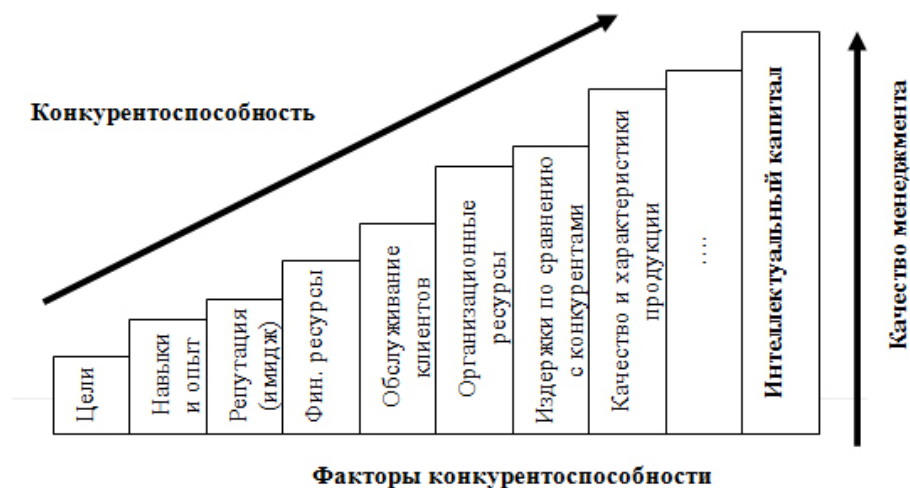 Конкурентоспособность
Цели
Навыки
и опыт
Репутация
(имидж)
Фин. ресурсы
Обслуживание
клиентов
Организационные
ресурсы
Издержки по сравнению
с конкурентами
Качество и характеристики
продукции
....
Интеллектуальный капитал
Качество менеджмента
Факторы конкурентоспособности